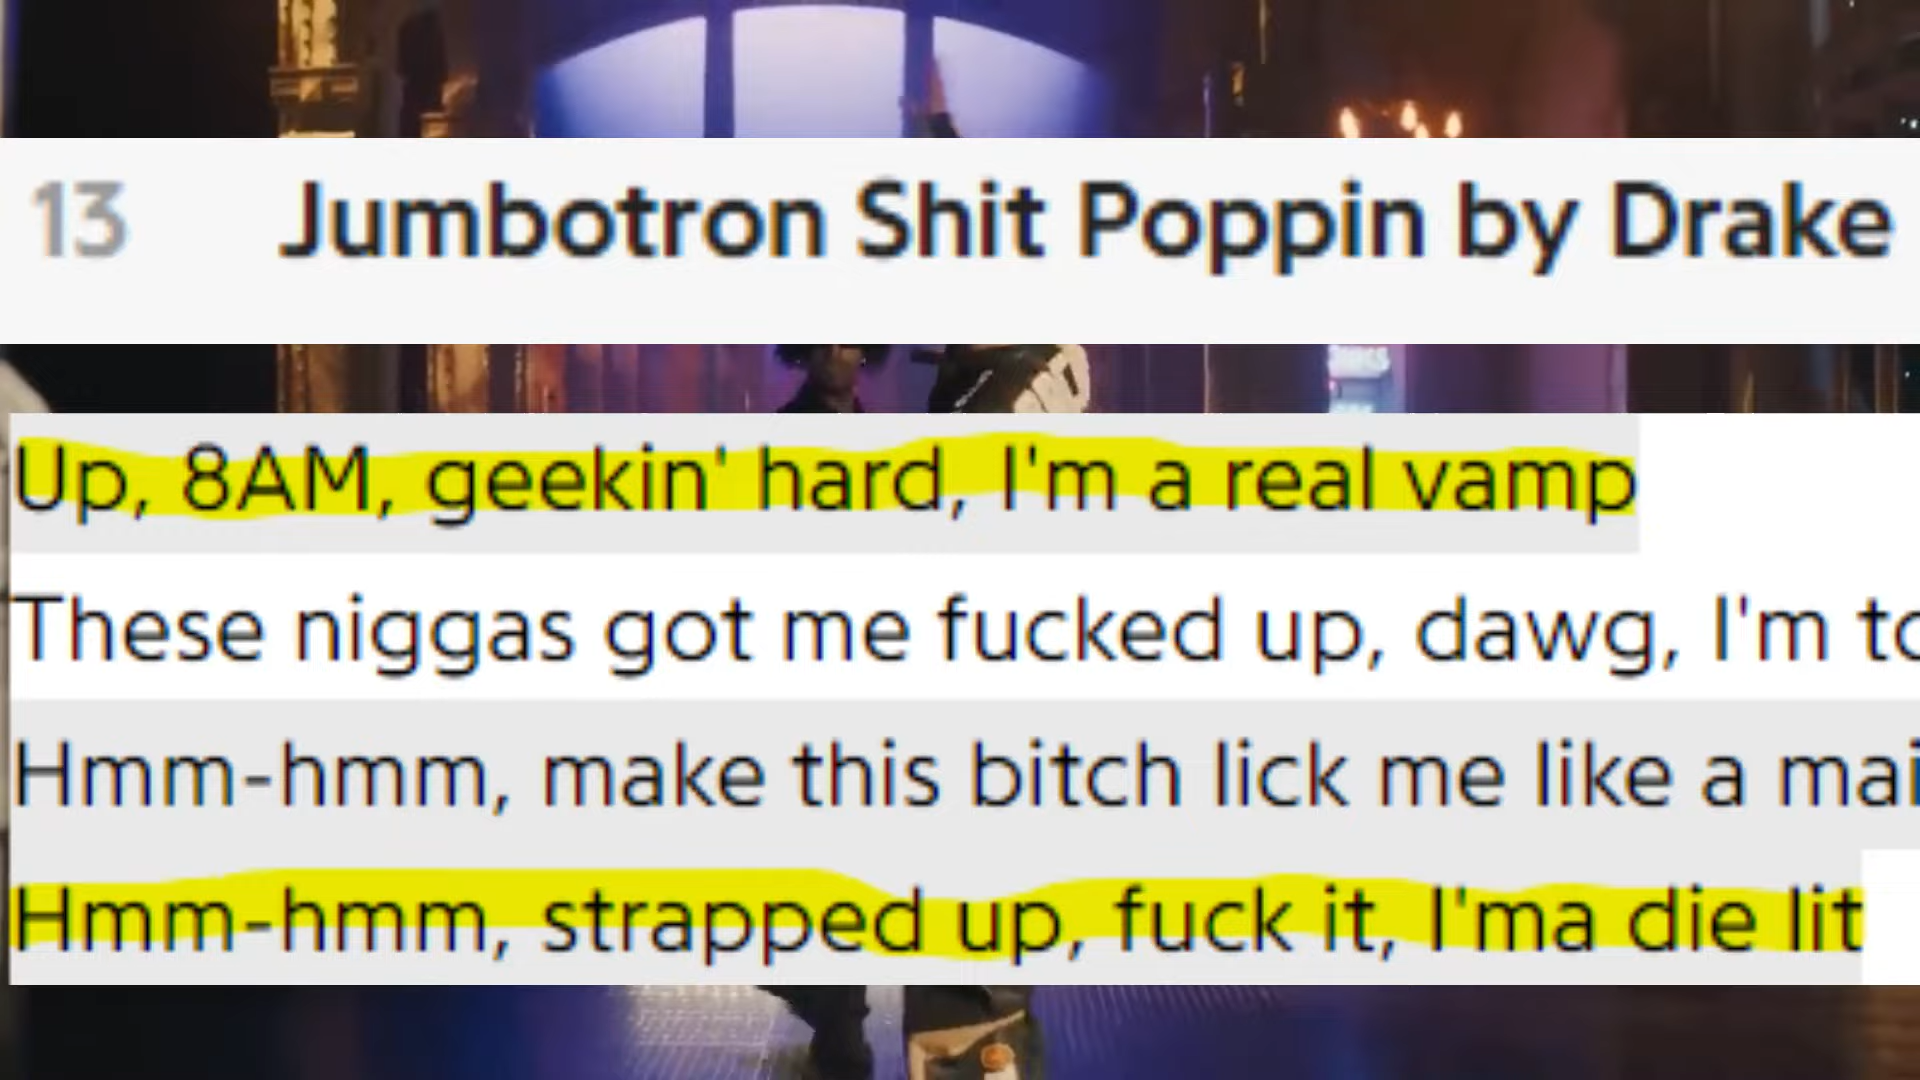 13 Jumbotron Shit Poppin by Drake
Up, 8AM, geekin' hard, I'm a real vamp
These niggas got me fucked up, dawg, I'm
Hmm-hmm, make this bitch lick me like a
Hmm-hmm, strapped up, fuck it, I'ma die lit